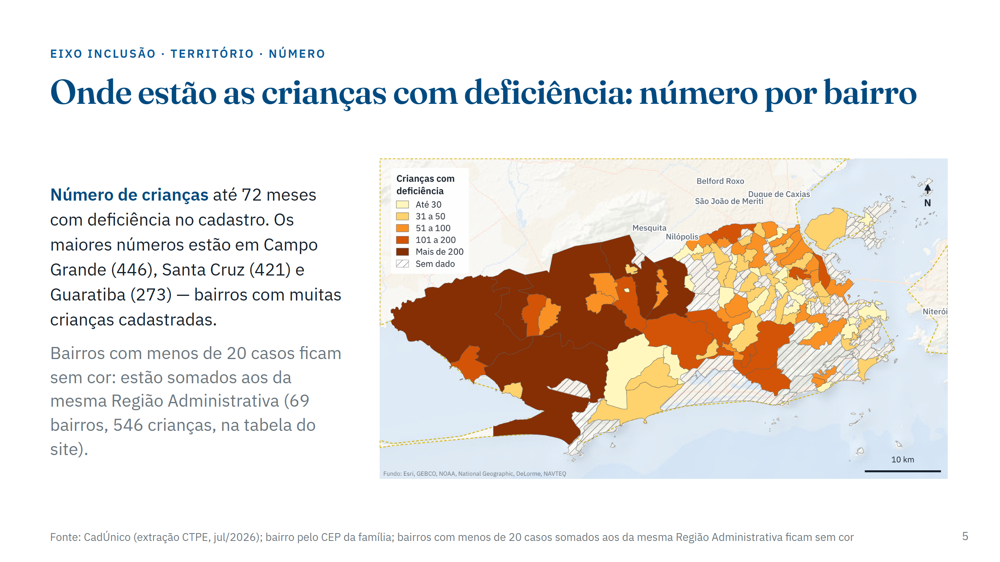 EIXO INCLUSÃO · TERRITÓRIO · NÚMERO
Onde estão as crianças com deficiência: número por bairro
Número de crianças até 72 meses
com deficiência no cadastro. Os
maiores números estão em Campo
Grande (446), Santa Cruz (421) e
Guaratiba (273) — bairros com muitas
crianças cadastradas.
Bairros com menos de 20 casos ficam
sem cor: estão somados aos da
mesma Região Administrativa (69
bairros, 546 crianças, na tabela do
site).
Crianças com
deficiência
Até 30
31 a 50
51 a 100
101 a 200
Mais de 200
Sem dado
Belford Roxo
Duque de Caxias
São João de Meriti
Mesquita
Nilópolis
Niterói
N
10 km
Fundo: Esri, GEBCO, NOAA, National Geographic, DeLorme, NAVTEQ
Fonte: CadÚnico (extração CTPE, jul/2026); bairro pelo CEP da família; bairros com menos de 20 casos somados aos da mesma Região Administrativa ficam sem cor
5